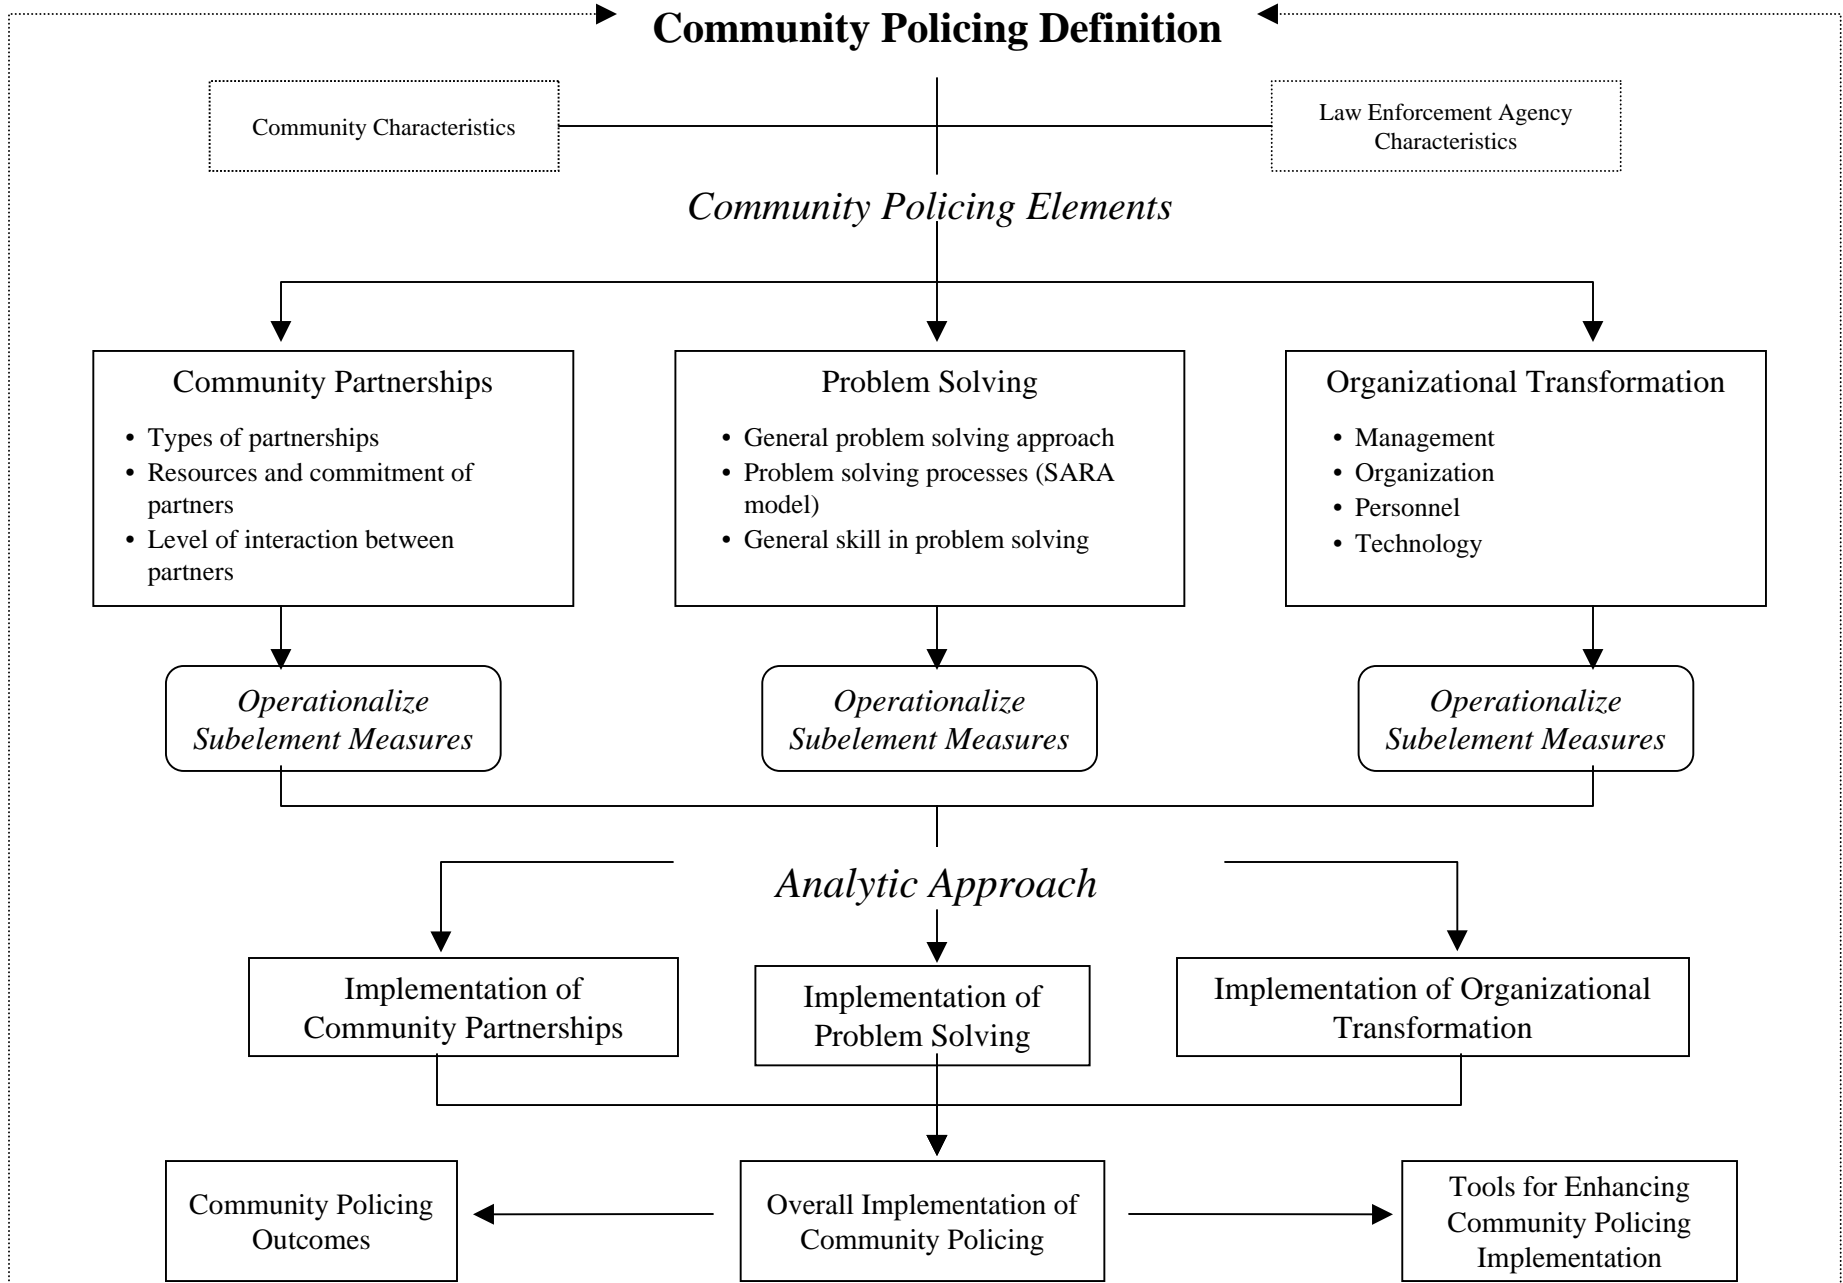 Community Policing Definition
Community Characteristics
Law Enforcement Agency
Characteristics
Community Policing Elements
Community Partnerships
• Types of partnerships
• Resources and commitment of
partners
• Level of interaction between
partners
Problem Solving
• General problem solving approach
• Problem solving processes (SARA
model)
• General skill in problem solving
Organizational Transformation
• Management
• Organization
• Personnel
• Technology
Operationalize
Subelement Measures
Operationalize
Subelement Measures
Operationalize
Subelement Measures
Analytic Approach
Implementation of
Community Partnerships
Implementation of
Problem Solving
Implementation of Organizational
Transformation
Community Policing
Outcomes
Overall Implementation of
Community Policing
Tools for Enhancing
Community Policing
Implementation